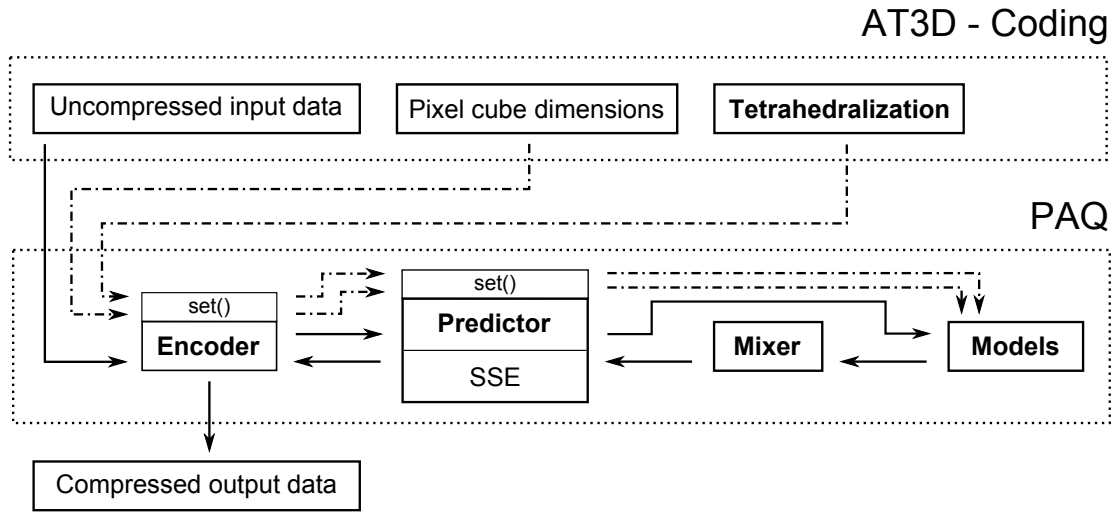 AT3D - Coding
Uncompressed input data
Pixel cube dimensions
Tetrahedralization
PAQ
set()
Encoder
set()
Predictor
SSE
Mixer
Models
Compressed output data